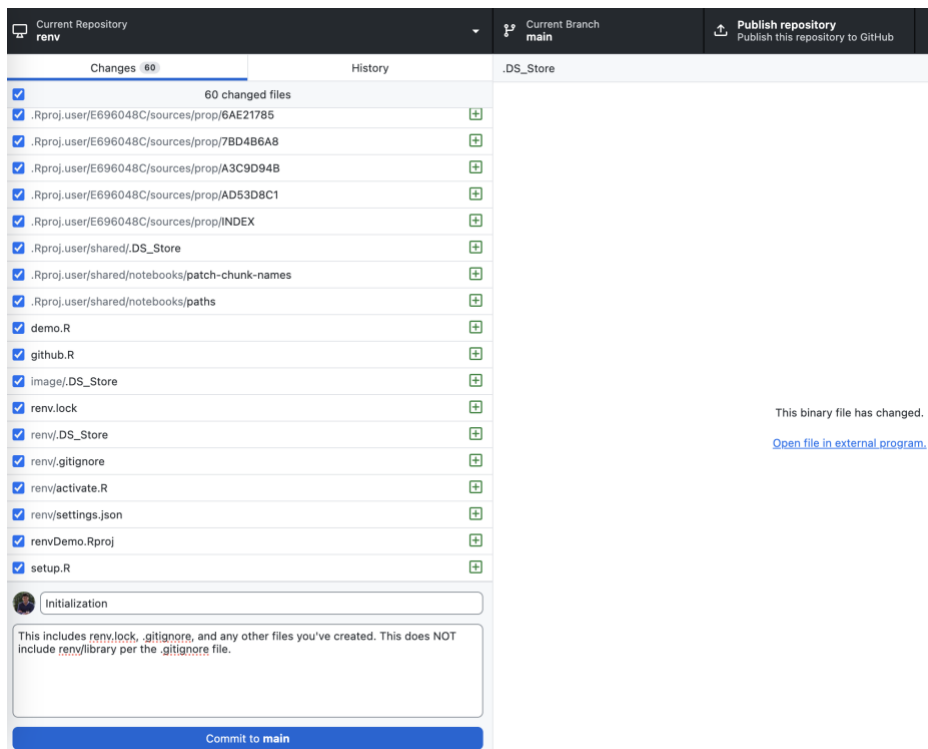 Current Repository
renv
Current Branch
main
Publish repository
Publish this repository to GitHub
Changes 60
History
.DS_Store
60 changed files
.Rproj.user/E696048C/sources/prop/6AE21785
.Rproj.user/E696048C/sources/prop/7BD4B6A8
.Rproj.user/E696048C/sources/prop/A3C9D94B
.Rproj.user/E696048C/sources/prop/AD53D8C1
.Rproj.user/E696048C/sources/prop/INDEX
.Rproj.user/shared/.DS_Store
.Rproj.user/shared/notebooks/patch-chunk-names
.Rproj.user/shared/notebooks/paths
demo.R
github.R
image/.DS_Store
renv.lock
renv/.DS_Store
renv/.gitignore
renv/activate.R
renv/settings.json
renvDemo.Rproj
setup.R
This binary file has changed.
Open file in external program.
Initialization
This includes renv.lock, .gitignore, and any other files you've created. This does NOT
include renv/library per the .gitignore file.
Commit to main